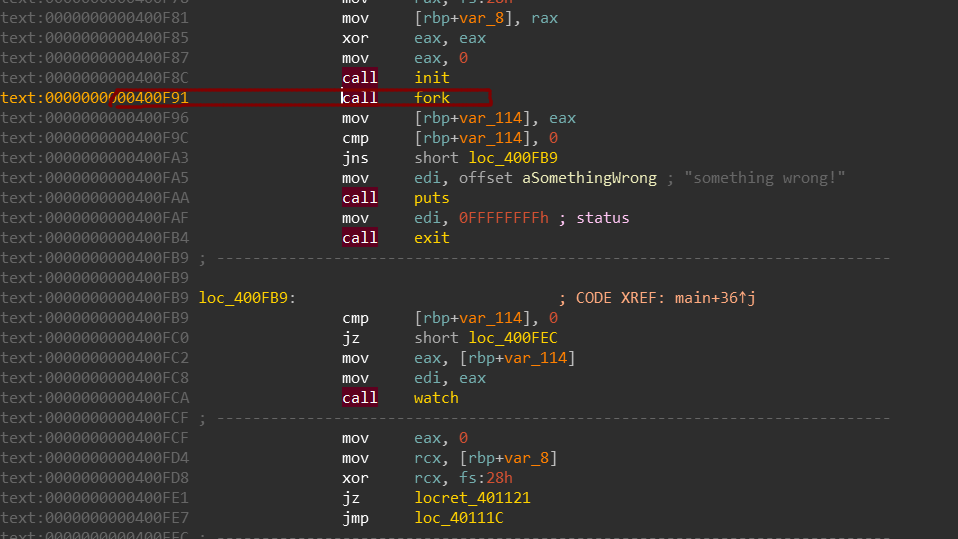 text:0000000000400F81 mov [rbp+var_8], rax
text:0000000000400F85 xor eax, eax
text:0000000000400F87 mov eax, 0
text:0000000000400F8C call init
text:0000000000400F91 call fork
text:0000000000400F96 mov [rbp+var_114], eax
text:0000000000400F9C cmp [rbp+var_114], 0
text:0000000000400FA3 jns short loc_400FB9
text:0000000000400FA5 mov edi, offset aSomethingWrong ; "something wrong!"
text:0000000000400FAA call puts
text:0000000000400FAF mov edi, 0FFFFFFFFh ; status
text:0000000000400FB4 call exit
text:0000000000400FB9 ; ---------------------------------------------------------------------------
text:0000000000400FB9
text:0000000000400FB9 loc_400FB9: ; CODE XREF: main+36↑j
text:0000000000400FB9 cmp [rbp+var_114], 0
text:0000000000400FC0 jz short loc_400FEC
text:0000000000400FC2 mov eax, [rbp+var_114]
text:0000000000400FC8 mov edi, eax
text:0000000000400FCA call watch
text:0000000000400FCF ; ---------------------------------------------------------------------------
text:0000000000400FCF mov eax, 0
text:0000000000400FD4 mov rcx, [rbp+var_8]
text:0000000000400FD8 xor rcx, fs:28h
text:0000000000400FE1 jz locret_401121
text:0000000000400FE7 jmp loc_40111C